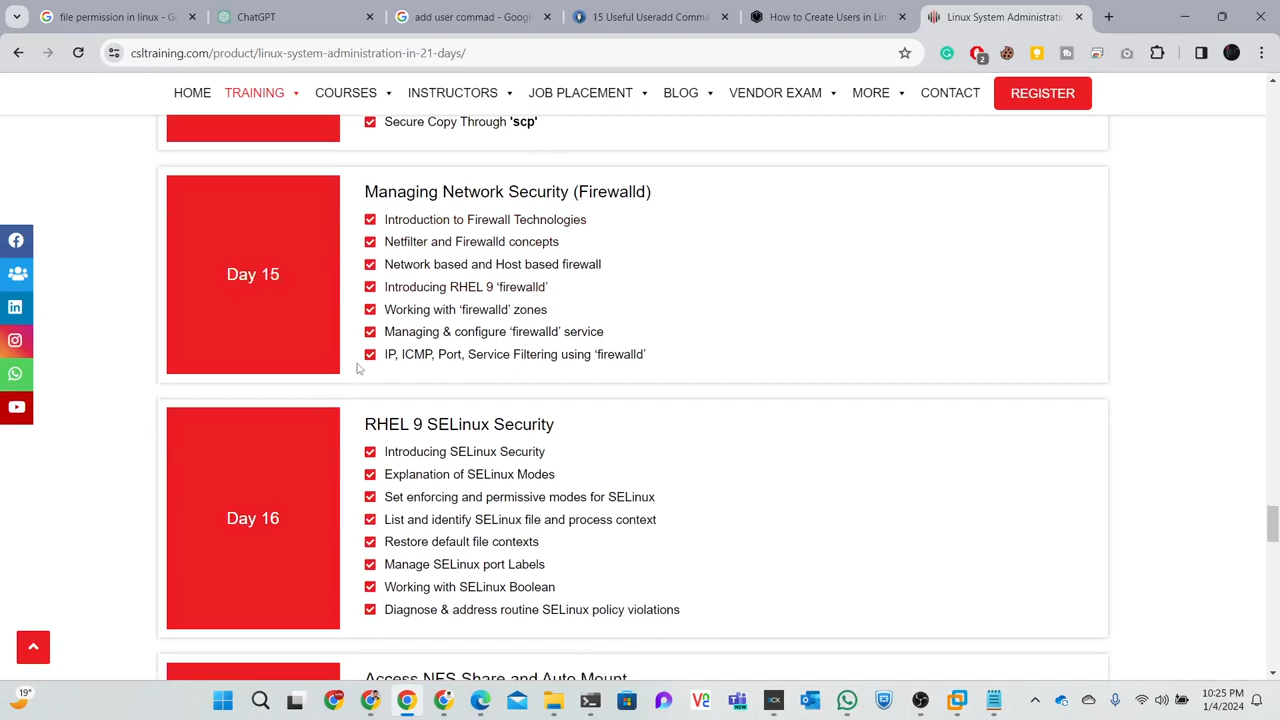 file permission in linux - G
ChatGPT
useradd command - Googl
15 Useful Useradd Comma
How to Create Users in Lin
Linux System Administratio
csltraining.com/product/linux-system-administration-in-21-days/
2
HOME TRAINING COURSES INSTRUCTORS JOB PLACEMENT BLOG VENDOR EXAM MORE CONTACT REGISTER
Secure Copy Through 'scp'
Day 15
Managing Network Security (Firewalld)
Introduction to Firewall Technologies
Netfilter and Firewalld concepts
Network based and Host based firewall
Introducing RHEL 9 ‘firewalld’
Working with ‘firewalld’ zones
Managing & configure ‘firewalld’ service
IP, ICMP, Port, Service Filtering using ‘firewalld’
Day 16
RHEL 9 SELinux Security
Introducing SELinux Security
Explanation of SELinux Modes
Set enforcing and permissive modes for SELinux
List and identify SELinux file and process context
Restore default file contexts
Manage SELinux port Labels
Working with SELinux Boolean
Diagnose & address routine SELinux policy violations
Access NFS Share and Auto Mount
19°
10:25 PM
1/4/2024